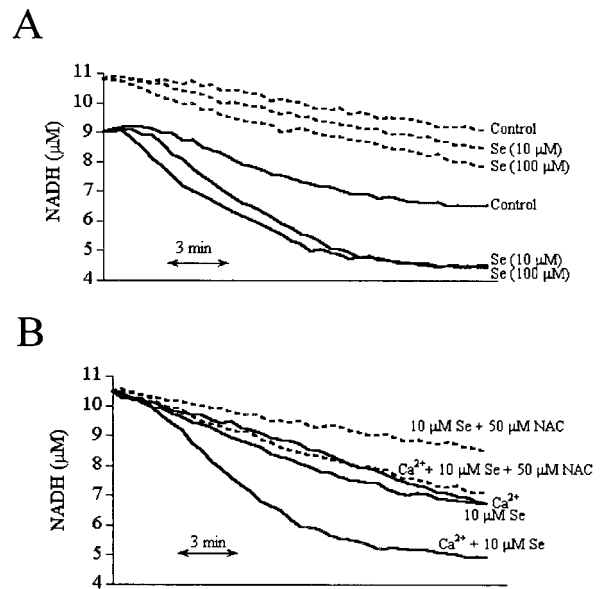 A
11
10
9
8
7
6
5
4
NADH (µM)
Control
Se (10 µM)
Se (100 µM)
Control
Se (10 µM)
Se (100 µM)
3 min
B
11
10
9
8
7
6
5
4
NADH (µM)
10 µM Se + 50 µM NAC
Ca²⁺+ 10 µM Se + 50 µM NAC
Ca²⁺
10 µM Se
Ca²⁺ + 10 µM Se
3 min